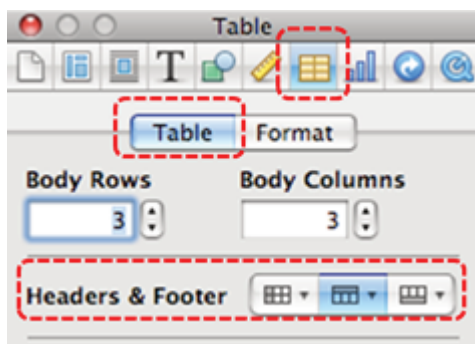 Table
T
Table Format
Body Rows Body Columns
3 3
Headers & Footer